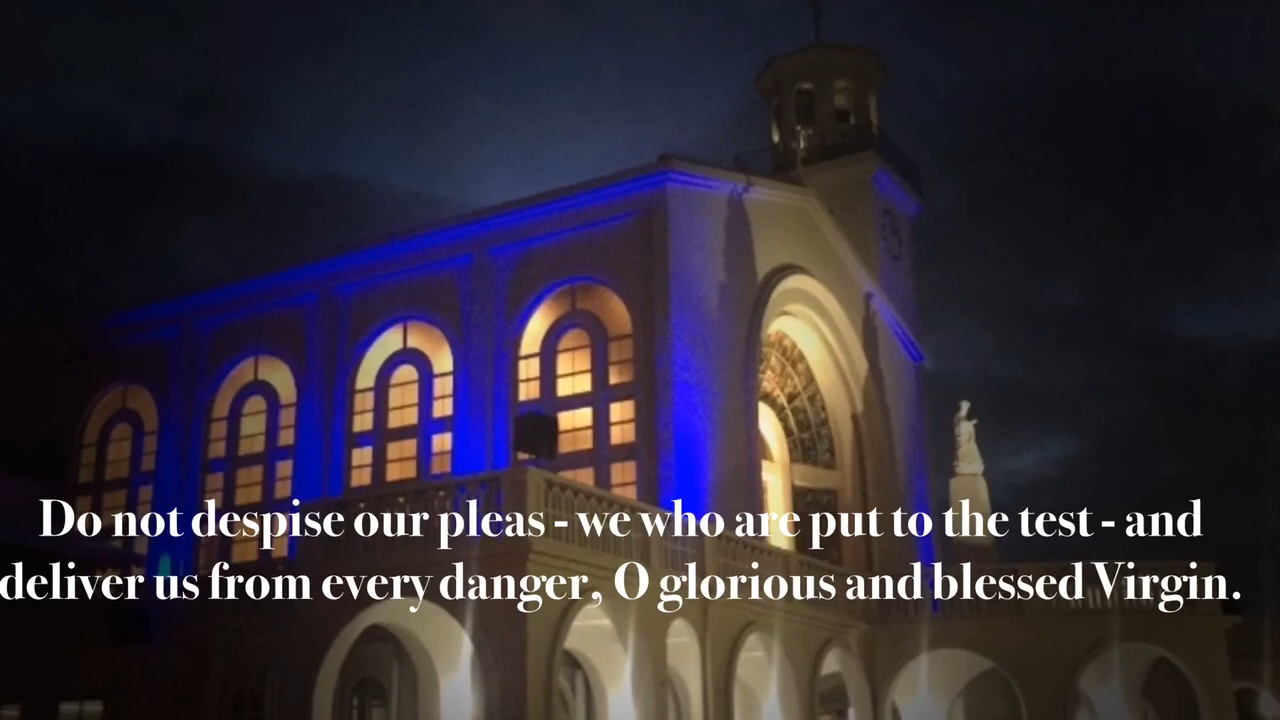 Do not despise our pleas - we who are put to the test - and
deliver us from every danger, O glorious and blessed Virgin.